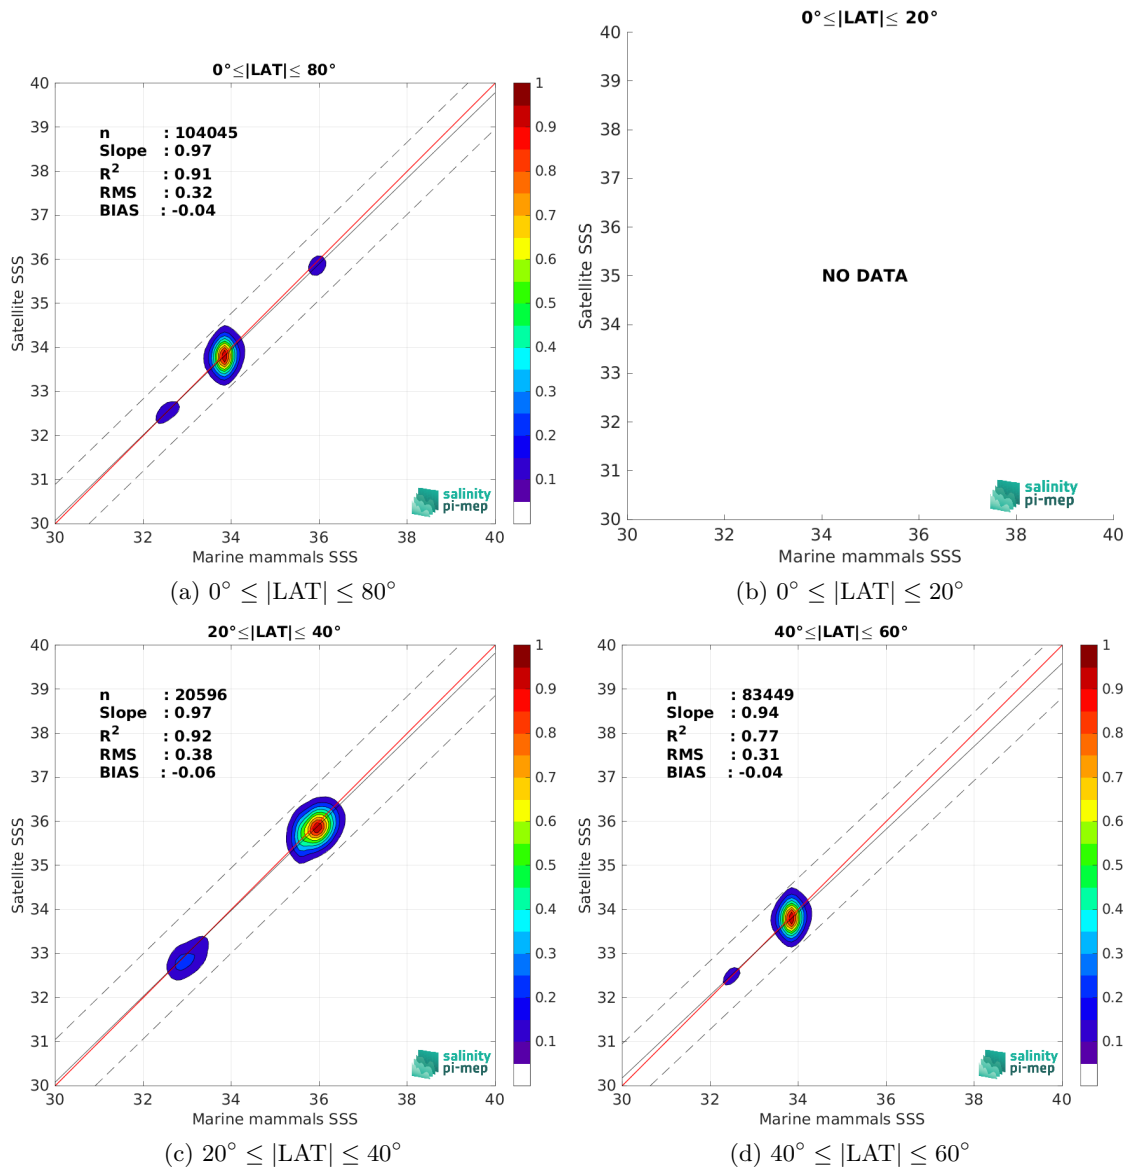 0°≤|LAT|≤ 80°
40
39
38
37
36
35
34
33
32
31
30
Satellite SSS
n : 104045
Slope : 0.97
R² : 0.91
RMS : 0.32
BIAS : -0.04
salinity
pi-mep
30 32 34 36 38 40
Marine mammals SSS
1
0.9
0.8
0.7
0.6
0.5
0.4
0.3
0.2
0.1
(a) 0° ≤ |LAT| ≤ 80°
0°≤|LAT|≤ 20°
40
39
38
37
36
35
34
33
32
31
30
Satellite SSS
NO DATA
salinity
pi-mep
30 32 34 36 38 40
Marine mammals SSS
(b) 0° ≤ |LAT| ≤ 20°
20°≤|LAT|≤ 40°
40
39
38
37
36
35
34
33
32
31
30
Satellite SSS
n : 20596
Slope : 0.97
R² : 0.92
RMS : 0.38
BIAS : -0.06
salinity
pi-mep
30 32 34 36 38 40
Marine mammals SSS
1
0.9
0.8
0.7
0.6
0.5
0.4
0.3
0.2
0.1
(c) 20° ≤ |LAT| ≤ 40°
40°≤|LAT|≤ 60°
40
39
38
37
36
35
34
33
32
31
30
Satellite SSS
n : 83449
Slope : 0.94
R² : 0.77
RMS : 0.31
BIAS : -0.04
salinity
pi-mep
30 32 34 36 38 40
Marine mammals SSS
1
0.9
0.8
0.7
0.6
0.5
0.4
0.3
0.2
0.1
(d) 40° ≤ |LAT| ≤ 60°